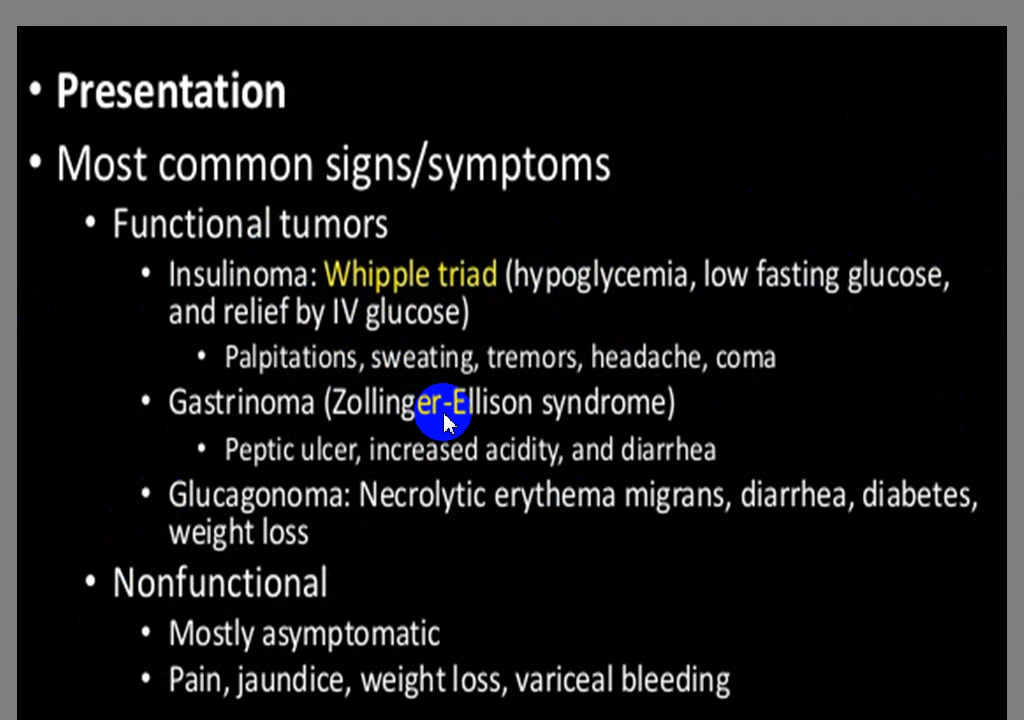 • Presentation
• Most common signs/symptoms
• Functional tumors
• Insulinoma: Whipple triad (hypoglycemia, low fasting glucose,
and relief by IV glucose)
• Palpitations, sweating, tremors, headache, coma
• Gastrinoma (Zollinger-Ellison syndrome)
• Peptic ulcer, increased acidity, and diarrhea
• Glucagonoma: Necrolytic erythema migrans, diarrhea, diabetes,
weight loss
• Nonfunctional
• Mostly asymptomatic
• Pain, jaundice, weight loss, variceal bleeding